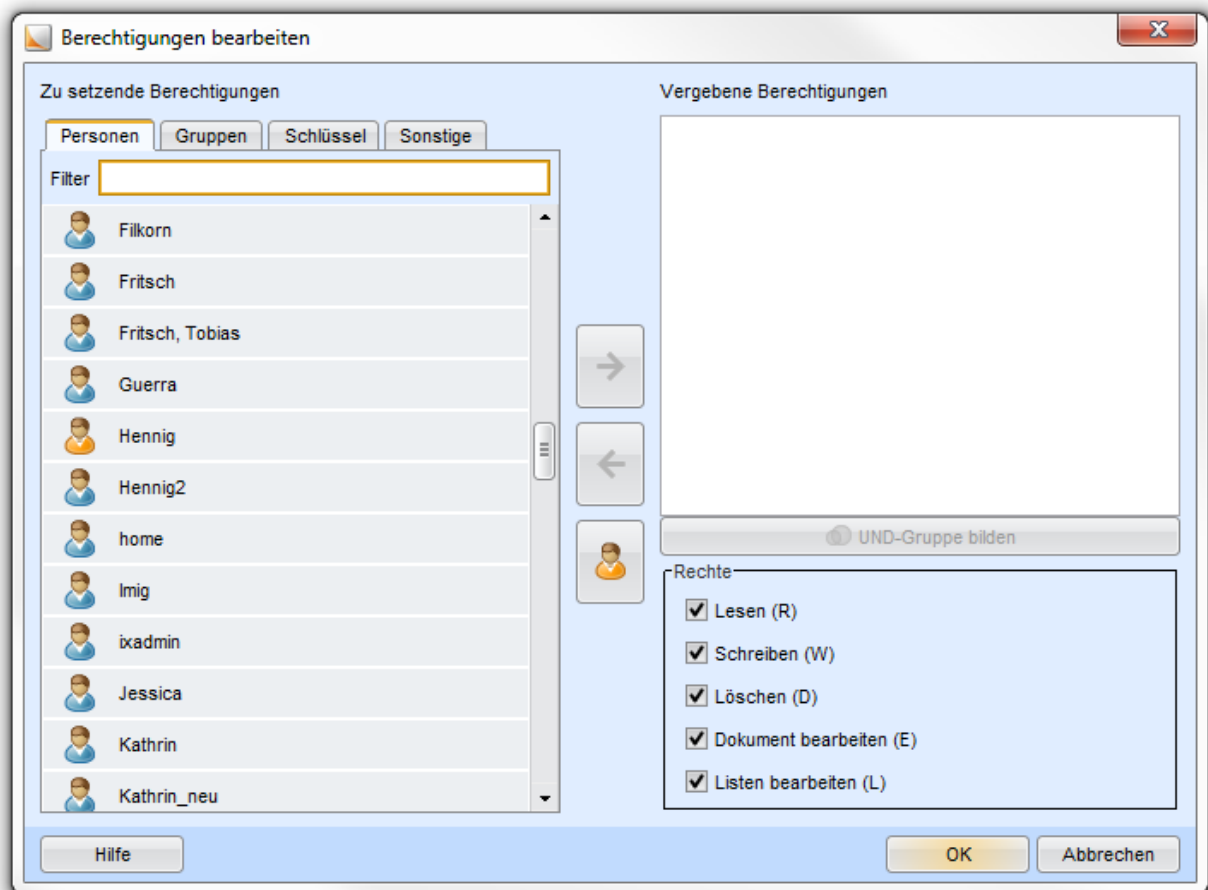 Berechtigungen bearbeiten
Zu setzende Berechtigungen
Personen Gruppen Schlüssel Sonstige
Filter
Filkorn
Fritsch
Fritsch, Tobias
Guerra
Hennig
Hennig2
home
Imig
ixadmin
Jessica
Kathrin
Kathrin_neu
Vergebene Berechtigungen
UND-Gruppe bilden
Rechte
Lesen (R)
Schreiben (W)
Löschen (D)
Dokument bearbeiten (E)
Listen bearbeiten (L)
Hilfe OK Abbrechen